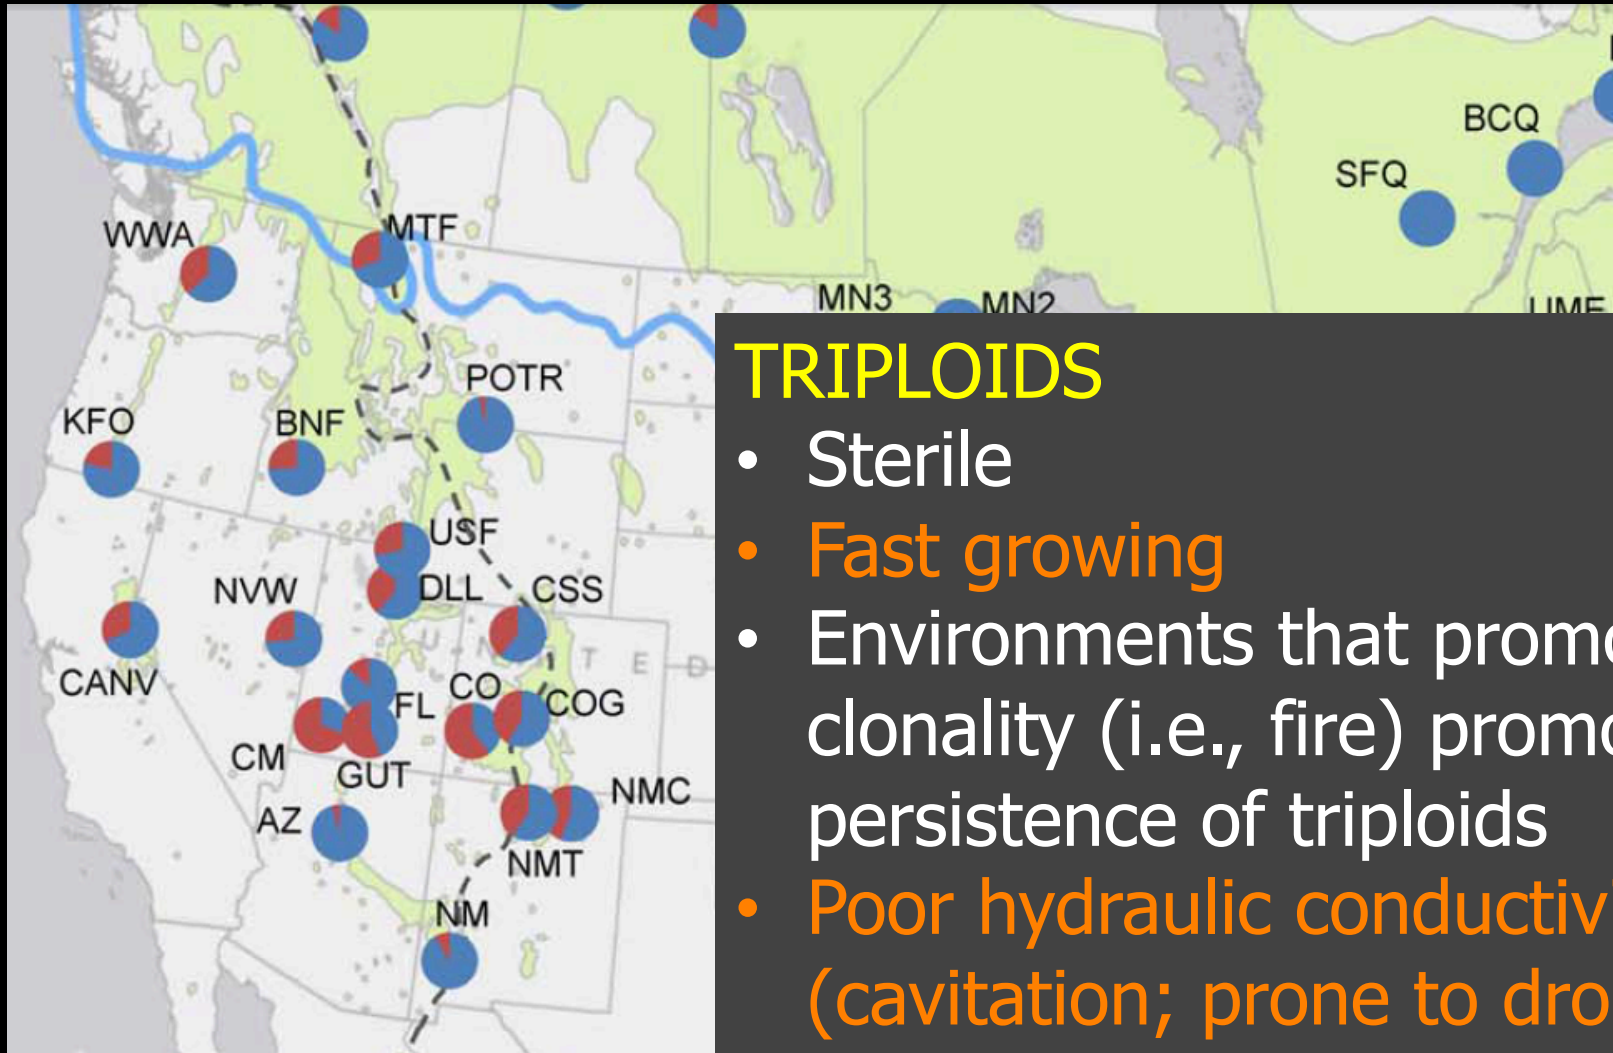 BCQ
SFQ
WWA
MTF
MN3
MN2
POTR
KFO
BNF
USF
NVW
DLL
CSS
U N T E D
CANV
FL
CO
COG
CM
GUT
NMC
AZ
NMT
NM
TRIPLOIDS
• Sterile
• Fast growing
• Environments that promo
clonality (i.e., fire) promo
persistence of triploids
• Poor hydraulic conductiv
(cavitation; prone to dro